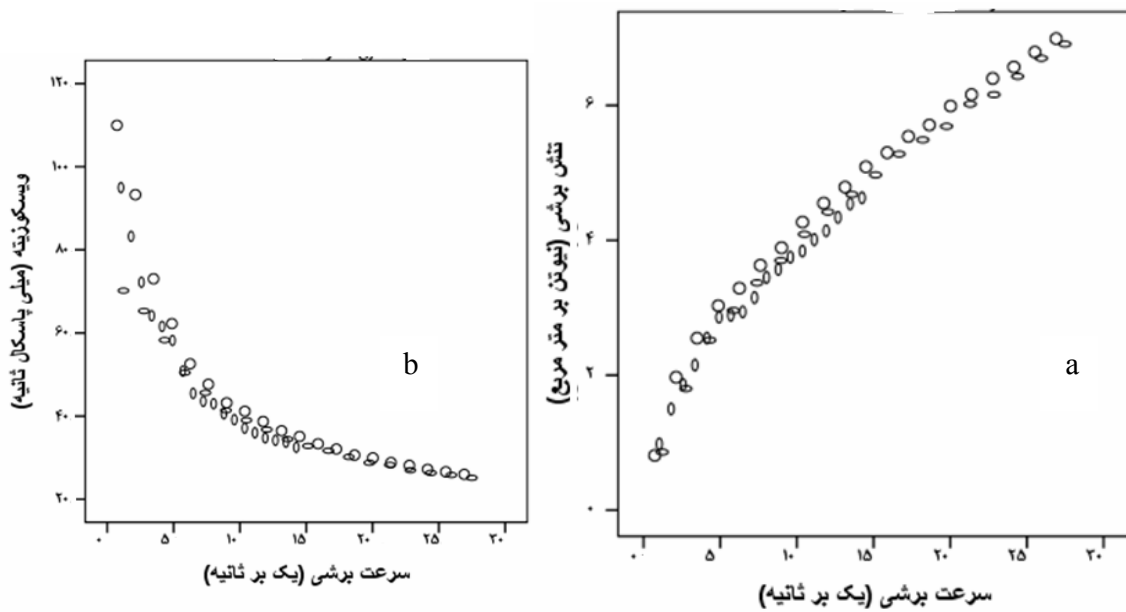 ویسکوزیته (میلی پاسکال ثانیه)
۱۲۰
۱۰۰
۸۰
۶۰
۴۰
۲۰
b
۰ ۵ ۱۰ ۱۵ ۲۰ ۲۵ ۳۰
سرعت برشی (یک بر ثانیه)
تنش برشی (نیوتن بر متر مربع)
۶
۴
۲
۰
a
۰ ۵ ۱۰ ۱۵ ۲۰ ۲۵ ۳۰
سرعت برشی (یک بر ثانیه)